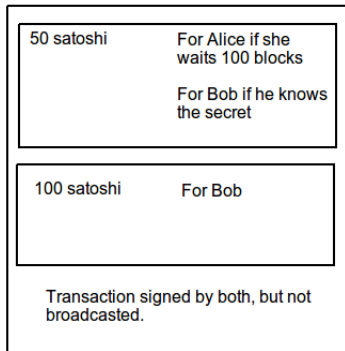 50 satoshi
For Alice if she
waits 100 blocks
For Bob if he knows
the secret
100 satoshi
For Bob
Transaction signed by both, but not
broadcasted.